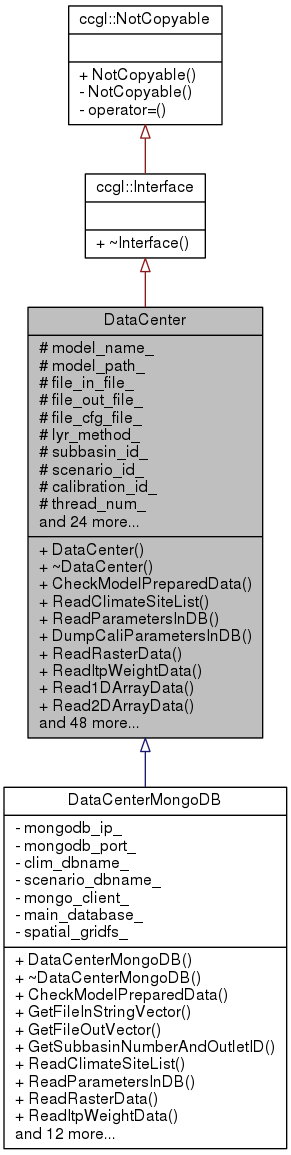 ccgl::NotCopyable
+ NotCopyable()
- NotCopyable()
- operator=()
ccgl::Interface
+ ~Interface()
DataCenter
# model_name_
# model_path_
# file_in_file_
# file_out_file_
# file_cfg_file_
# lyr_method_
# subbasin_id_
# scenario_id_
# calibration_id_
# thread_num_
and 24 more...
+ DataCenter()
+ ~DataCenter()
+ CheckModelPreparedData()
+ ReadClimateSiteList()
+ ReadParametersInDB()
+ DumpCaliParametersInDB()
+ ReadRasterData()
+ ReadItpWeightData()
+ Read1DArrayData()
+ Read2DArrayData()
and 48 more...
DataCenterMongoDB
- mongodb_ip_
- mongodb_port_
- clim_dbname_
- scenario_dbname_
- mongo_client_
- main_database_
- spatial_gridfs_
+ DataCenterMongoDB()
+ ~DataCenterMongoDB()
+ CheckModelPreparedData()
+ GetFileInStringVector()
+ GetFileOutVector()
+ GetSubbasinNumberAndOutletID()
+ ReadClimateSiteList()
+ ReadParametersInDB()
+ ReadRasterData()
+ ReadItpWeightData()
and 12 more...